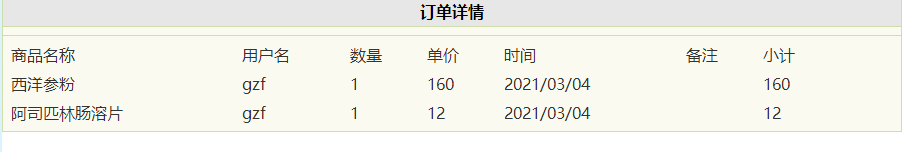 订单详情
商品名称 用户名 数量 单价 时间 备注 小计
西洋参粉 gzf 1 160 2021/03/04 160
阿司匹林肠溶片 gzf 1 12 2021/03/04 12